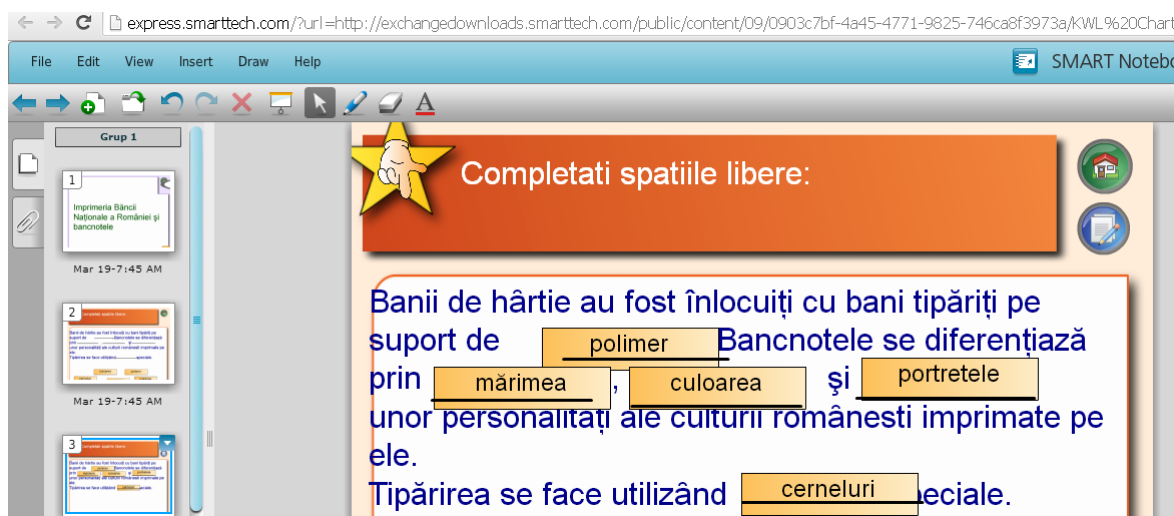 express.smarttech.com/?url=http://exchangedownloads.smarttech.com/public/content/09/0903c7bf-4a45-4771-9825-746ca8f3973a/KWL%20Chart
File Edit View Insert Draw Help
SMART Notebo
A
Grup 1
1
Imprimeria Băncii
Naționale a României și
bancnotele
Mar 19-7:45 AM
2
Mar 19-7:45 AM
3
Completati spatiile libere:
Banii de hârtie au fost înlocuiți cu bani tipăriți pe
suport de polimer Bancnotele se diferențiază
prin mărimea, culoarea și portretele
unor personalități ale culturii românesti imprimate pe
ele.
Tipărirea se face utilizând cerneluri peciale.